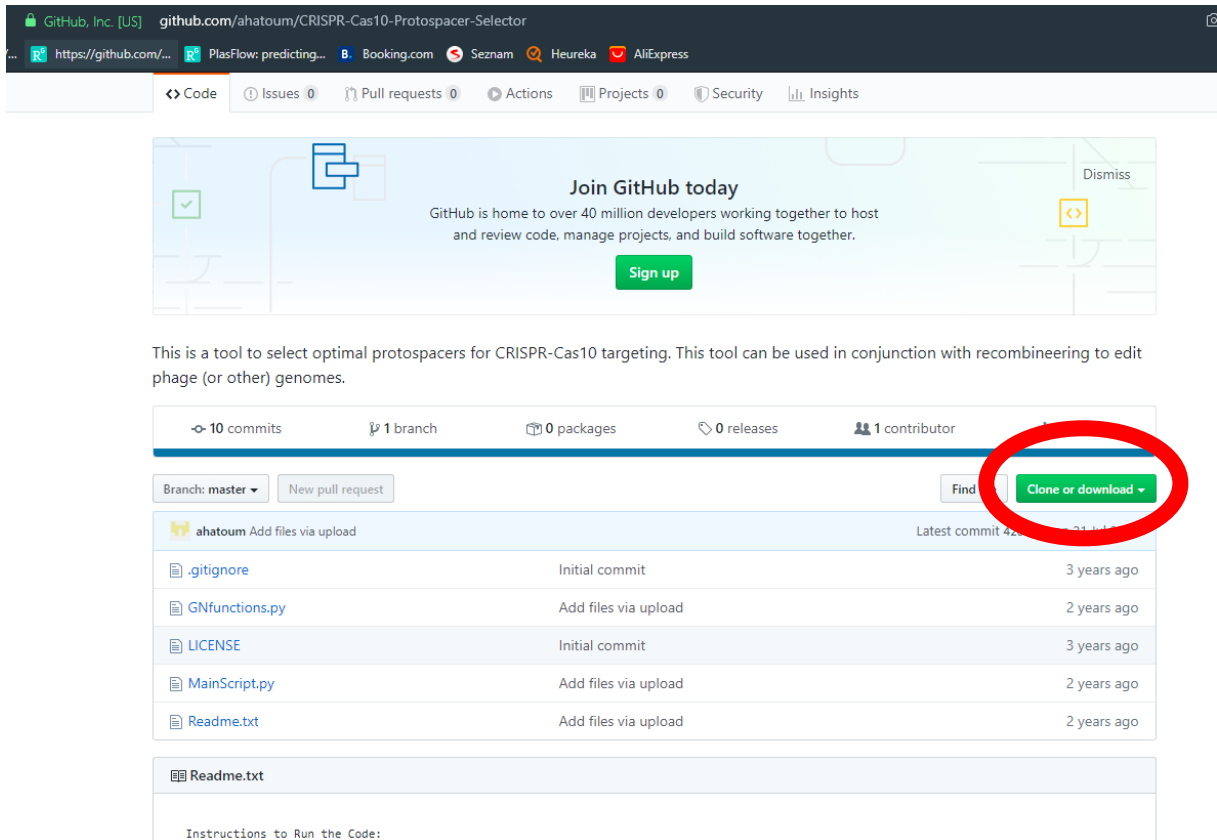 GitHub, Inc. [US] github.com/ahatoum/CRISPR-Cas10-Protospacer-Selector
/... R⁶ https://github.com/... R⁶ PlasFlow: predicting... B. Booking.com S Seznam Heureka AliExpress
<> Code Issues 0 Pull requests 0 Actions Projects 0 Security Insights
Dismiss
Join GitHub today
GitHub is home to over 40 million developers working together to host
and review code, manage projects, and build software together.
Sign up
This is a tool to select optimal protospacers for CRISPR-Cas10 targeting. This tool can be used in conjunction with recombineering to edit
phage (or other) genomes.
10 commits 1 branch 0 packages 0 releases 1 contributor
Branch: master New pull request Find Clone or download
ahatoum Add files via upload Latest commit
.gitignore Initial commit 3 years ago
GNfunctions.py Add files via upload 2 years ago
LICENSE Initial commit 3 years ago
MainScript.py Add files via upload 2 years ago
Readme.txt Add files via upload 2 years ago
Readme.txt
Instructions to Run the Code: